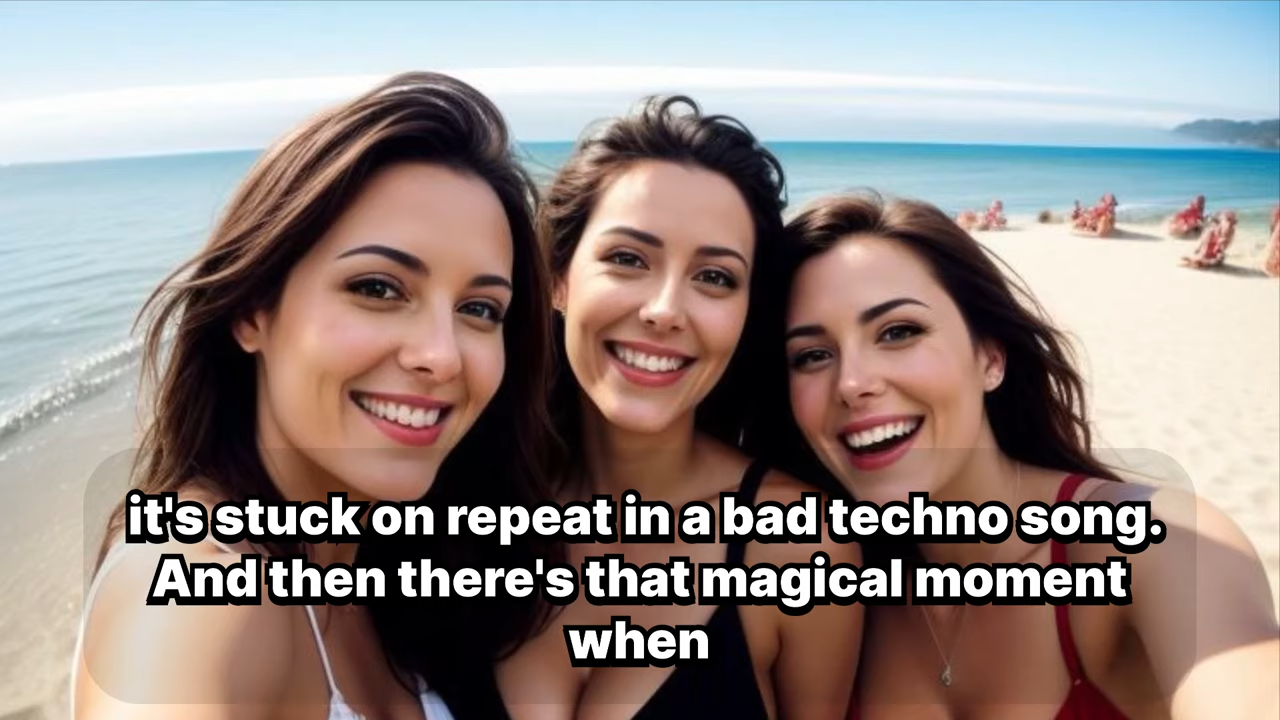 it's stuck on repeat in a bad techno song.
And then there's that magical moment
when